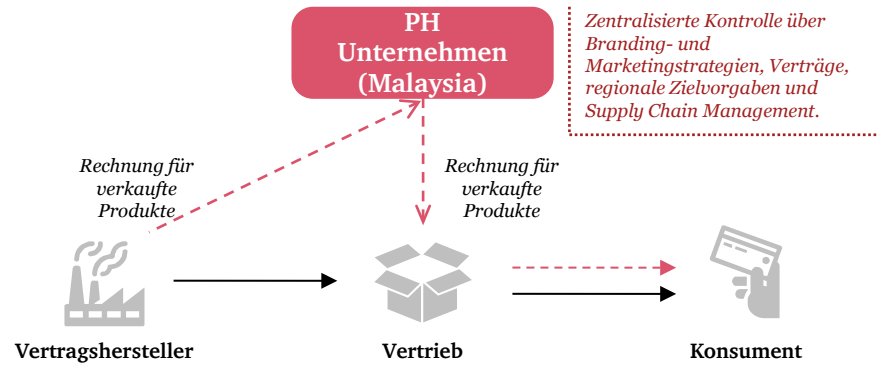 PH
Unternehmen
(Malaysia)
Zentralisierte Kontrolle über
Branding- und
Marketingstrategien, Verträge,
regionale Zielvorgaben und
Supply Chain Management.
Rechnung für
verkaufte
Produkte
Rechnung für
verkaufte
Produkte
Vertragshersteller
Vertrieb
Konsument